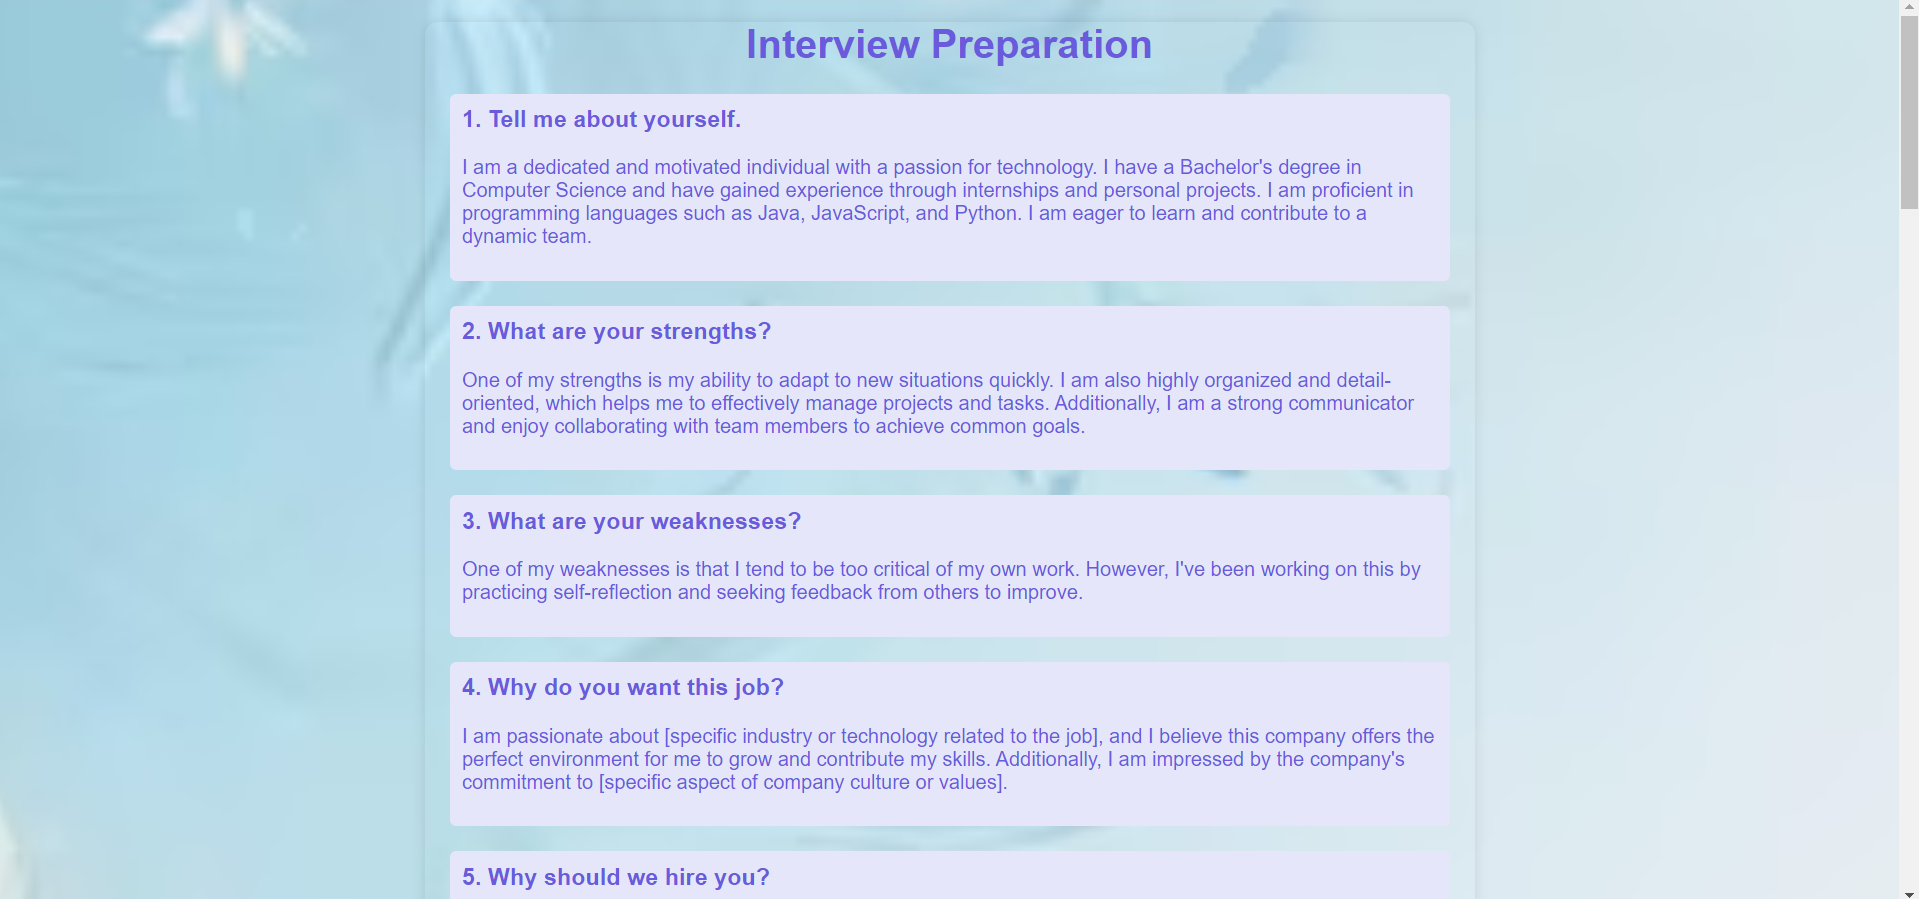 Interview Preparation
1. Tell me about yourself.
I am a dedicated and motivated individual with a passion for technology. I have a Bachelor's degree in
Computer Science and have gained experience through internships and personal projects. I am proficient in
programming languages such as Java, JavaScript, and Python. I am eager to learn and contribute to a
dynamic team.
2. What are your strengths?
One of my strengths is my ability to adapt to new situations quickly. I am also highly organized and detail-
oriented, which helps me to effectively manage projects and tasks. Additionally, I am a strong communicator
and enjoy collaborating with team members to achieve common goals.
3. What are your weaknesses?
One of my weaknesses is that I tend to be too critical of my own work. However, I've been working on this by
practicing self-reflection and seeking feedback from others to improve.
4. Why do you want this job?
I am passionate about [specific industry or technology related to the job], and I believe this company offers the
perfect environment for me to grow and contribute my skills. Additionally, I am impressed by the company's
commitment to [specific aspect of company culture or values].
5. Why should we hire you?